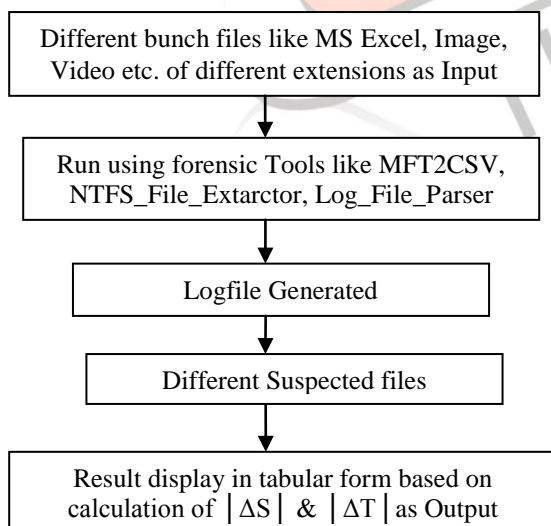 Different bunch files like MS Excel, Image,
Video etc. of different extensions as Input
Run using forensic Tools like MFT2CSV,
NTFS_File_Extarctor, Log_File_Parser
Logfile Generated
Different Suspected files
Result display in tabular form based on
calculation of |ΔS| & |ΔT| as Output